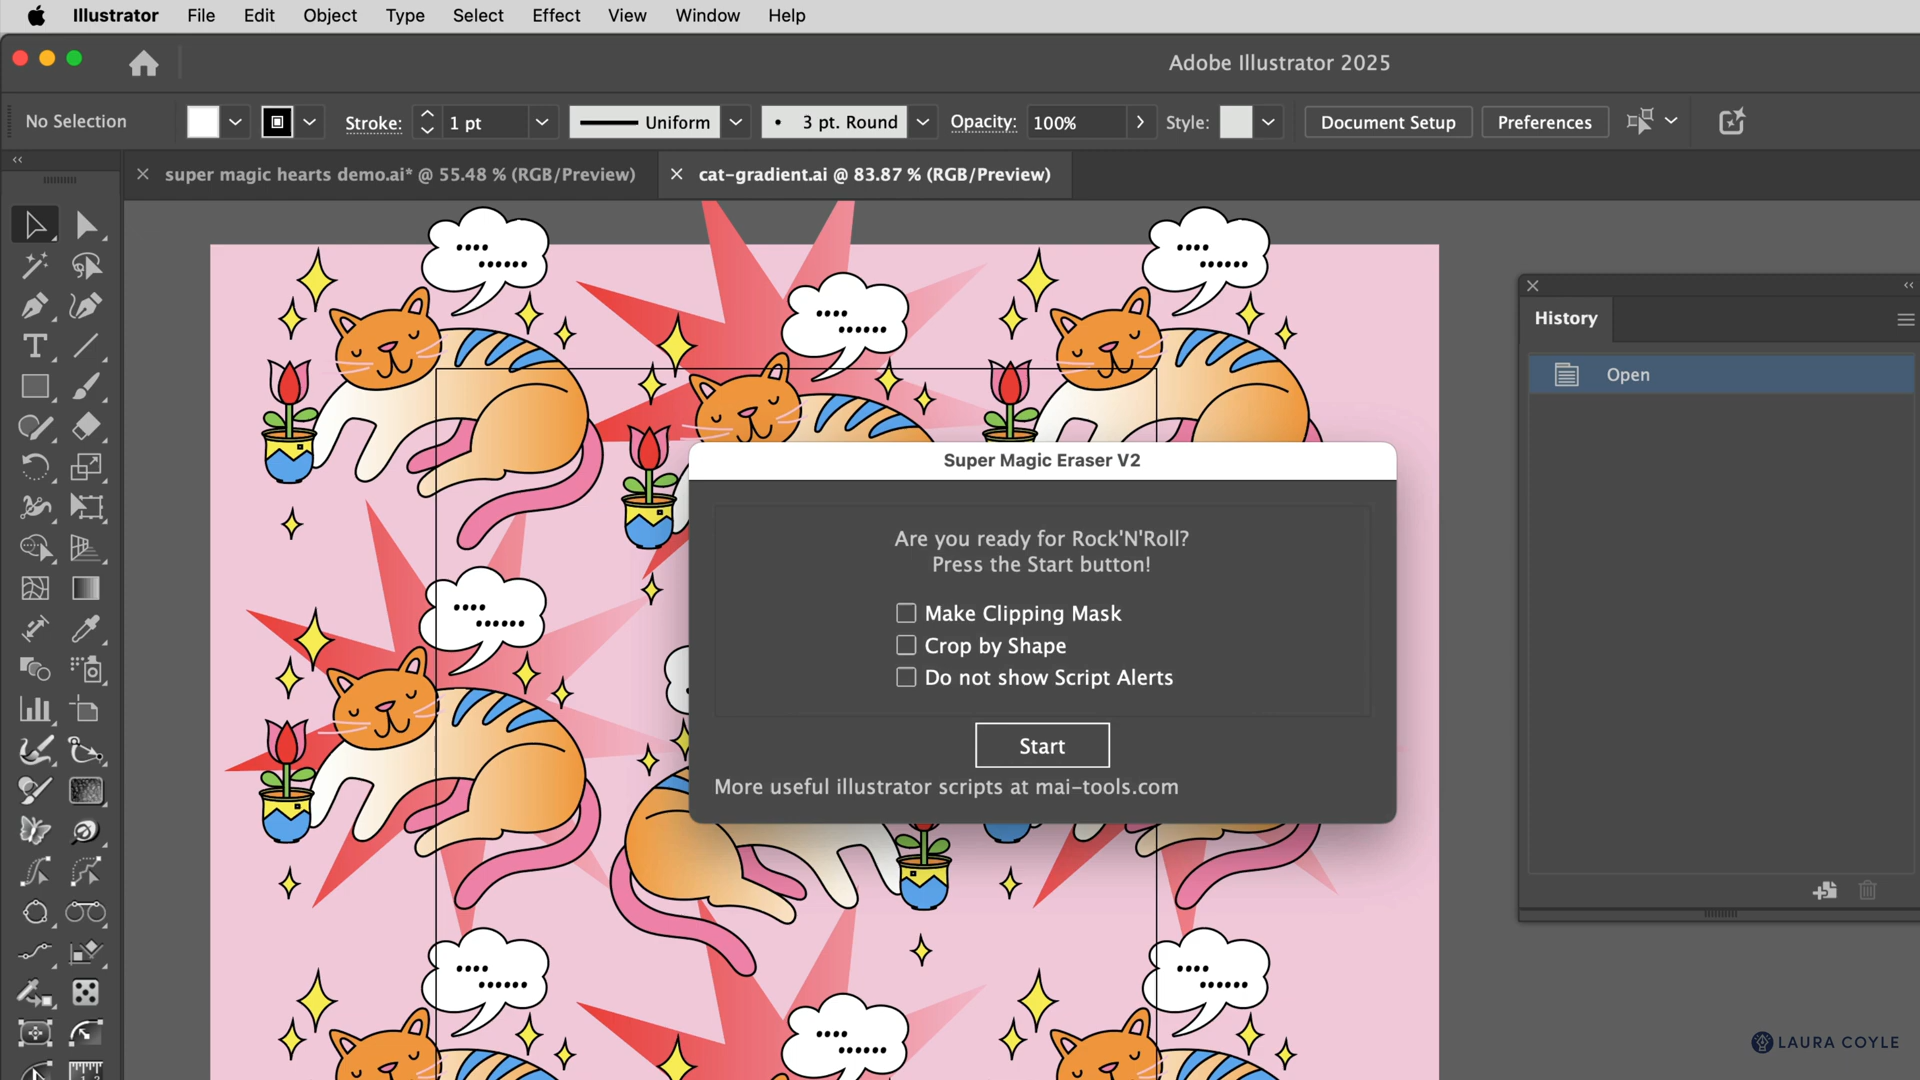 Illustrator File Edit Object Type Select Effect View Window Help
Adobe Illustrator 2025
No Selection Stroke: 1 pt Uniform 3 pt. Round Opacity: 100% Style: Document Setup Preferences
super magic hearts demo.ai* @ 55.48 % (RGB/Preview) cat-gradient.ai @ 83.87 % (RGB/Preview)
History
Open
Super Magic Eraser V2
Are you ready for Rock'N'Roll?
Press the Start button!
Make Clipping Mask
Crop by Shape
Do not show Script Alerts
Start
More useful illustrator scripts at mai-tools.com
LAURA COYLE